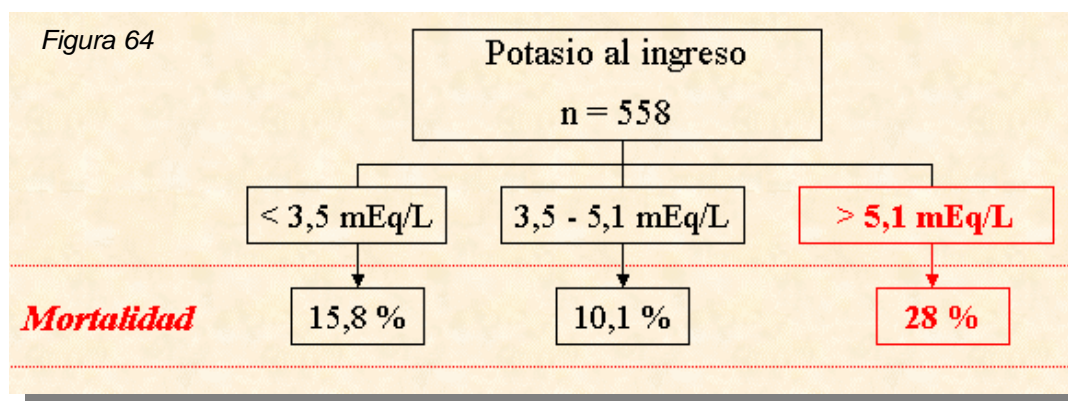 Figura 64
Potasio al ingreso
n = 558
< 3,5 mEq/L
3,5 - 5,1 mEq/L
> 5,1 mEq/L
Mortalidad
15,8 %
10,1 %
28 %